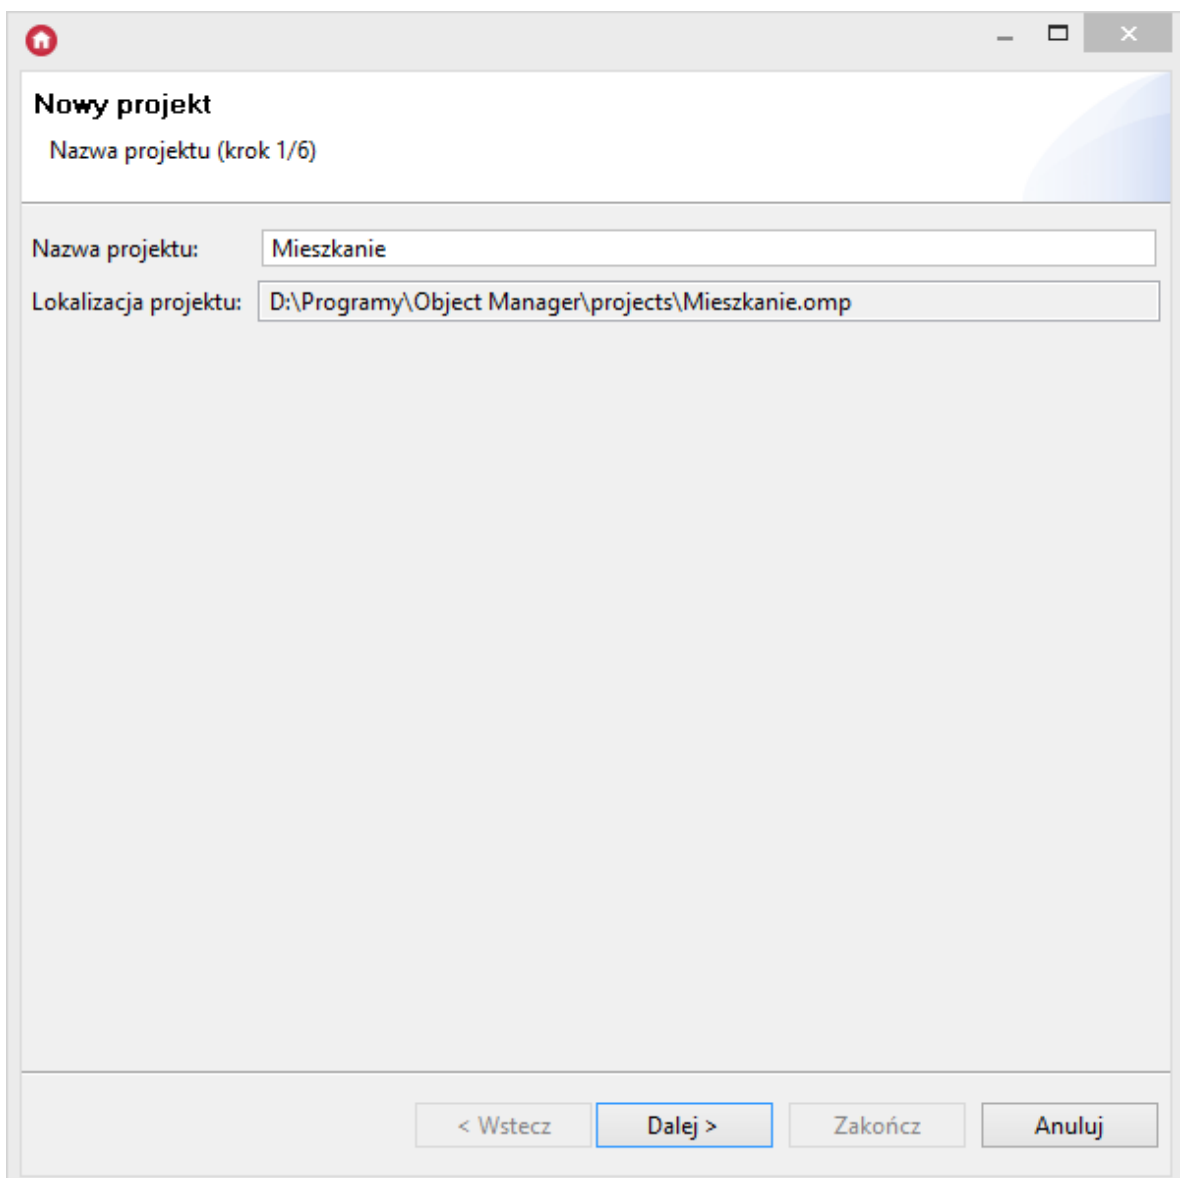 Nowy projekt
Nazwa projektu (krok 1/6)
Nazwa projektu: Mieszkanie
Lokalizacja projektu: D:\Programy\Object Manager\projects\Mieszkanie.omp
< Wstecz Dalej > Zakończ Anuluj